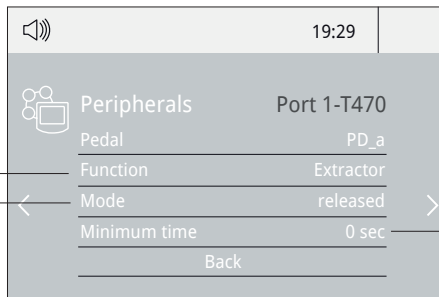 19:29
Peripherals Port 1-T470
Pedal PD_a
Function Extractor
Mode released
Minimum time 0 sec
Back